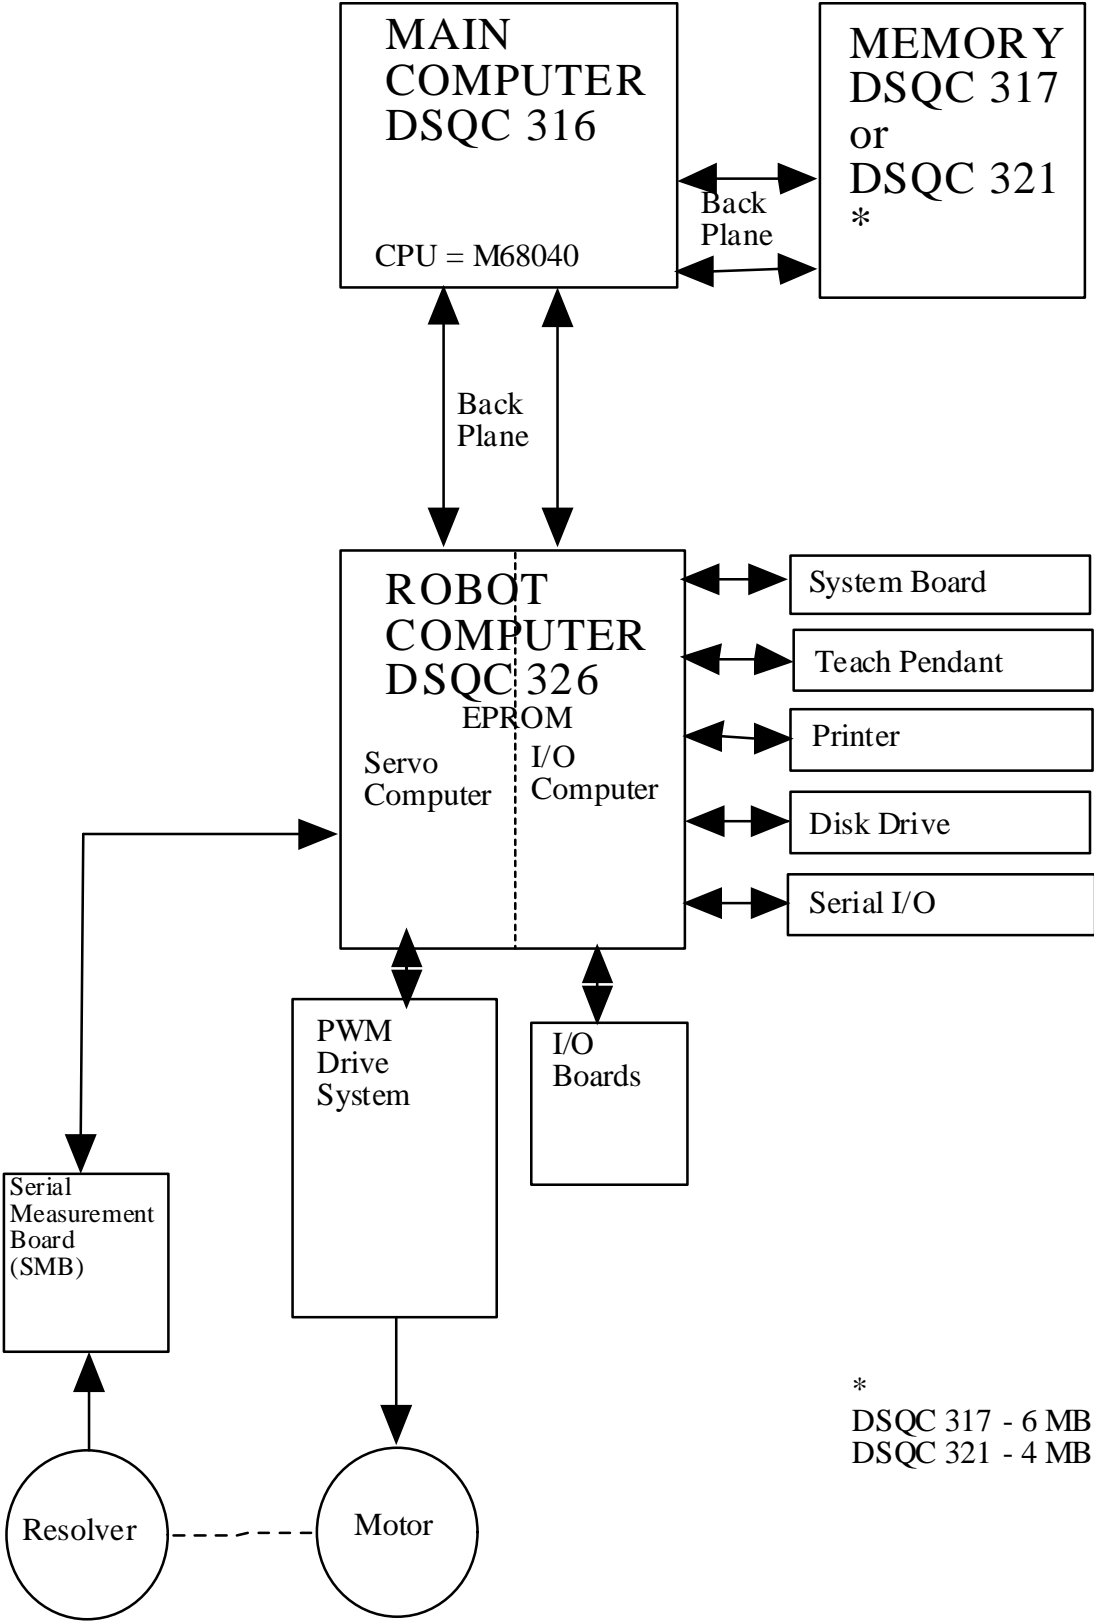 MAIN
COMPUTER
DSQC 316
CPU = M68040
MEMORY
DSQC 317
or
DSQC 321
*
Back
Plane
Back
Plane
ROBOT
COMPUTER
DSQC 326
EPROM
Servo
Computer
I/O
Computer
System Board
Teach Pendant
Printer
Disk Drive
Serial I/O
PWM
Drive
System
I/O
Boards
Serial
Measurement
Board
(SMB)
Resolver
Motor
*
DSQC 317 - 6 MB
DSQC 321 - 4 MB